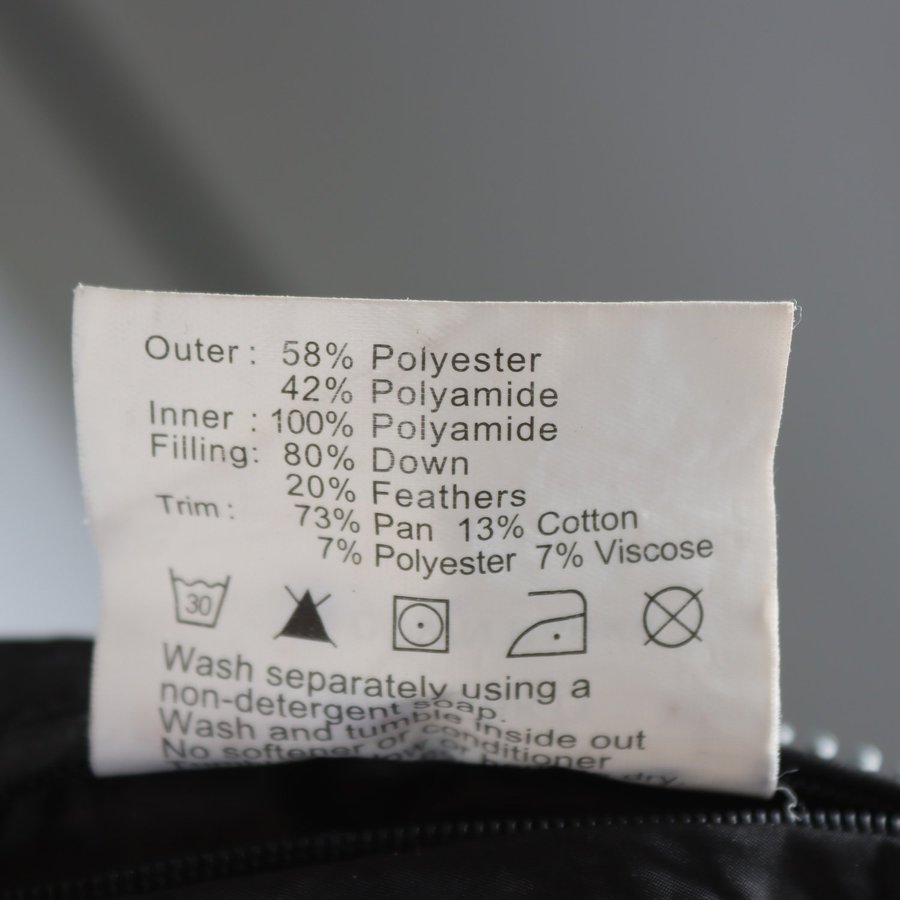 Outer : 58% Polyester
42% Polyamide
Inner : 100% Polyamide
Filling: 80% Down
20% Feathers
Trim : 73% Pan 13% Cotton
7% Polyester 7% Viscose
30
Wash separately using a
non-detergent soap.
Wash and tumble inside out
No softener or conditioner
dry.